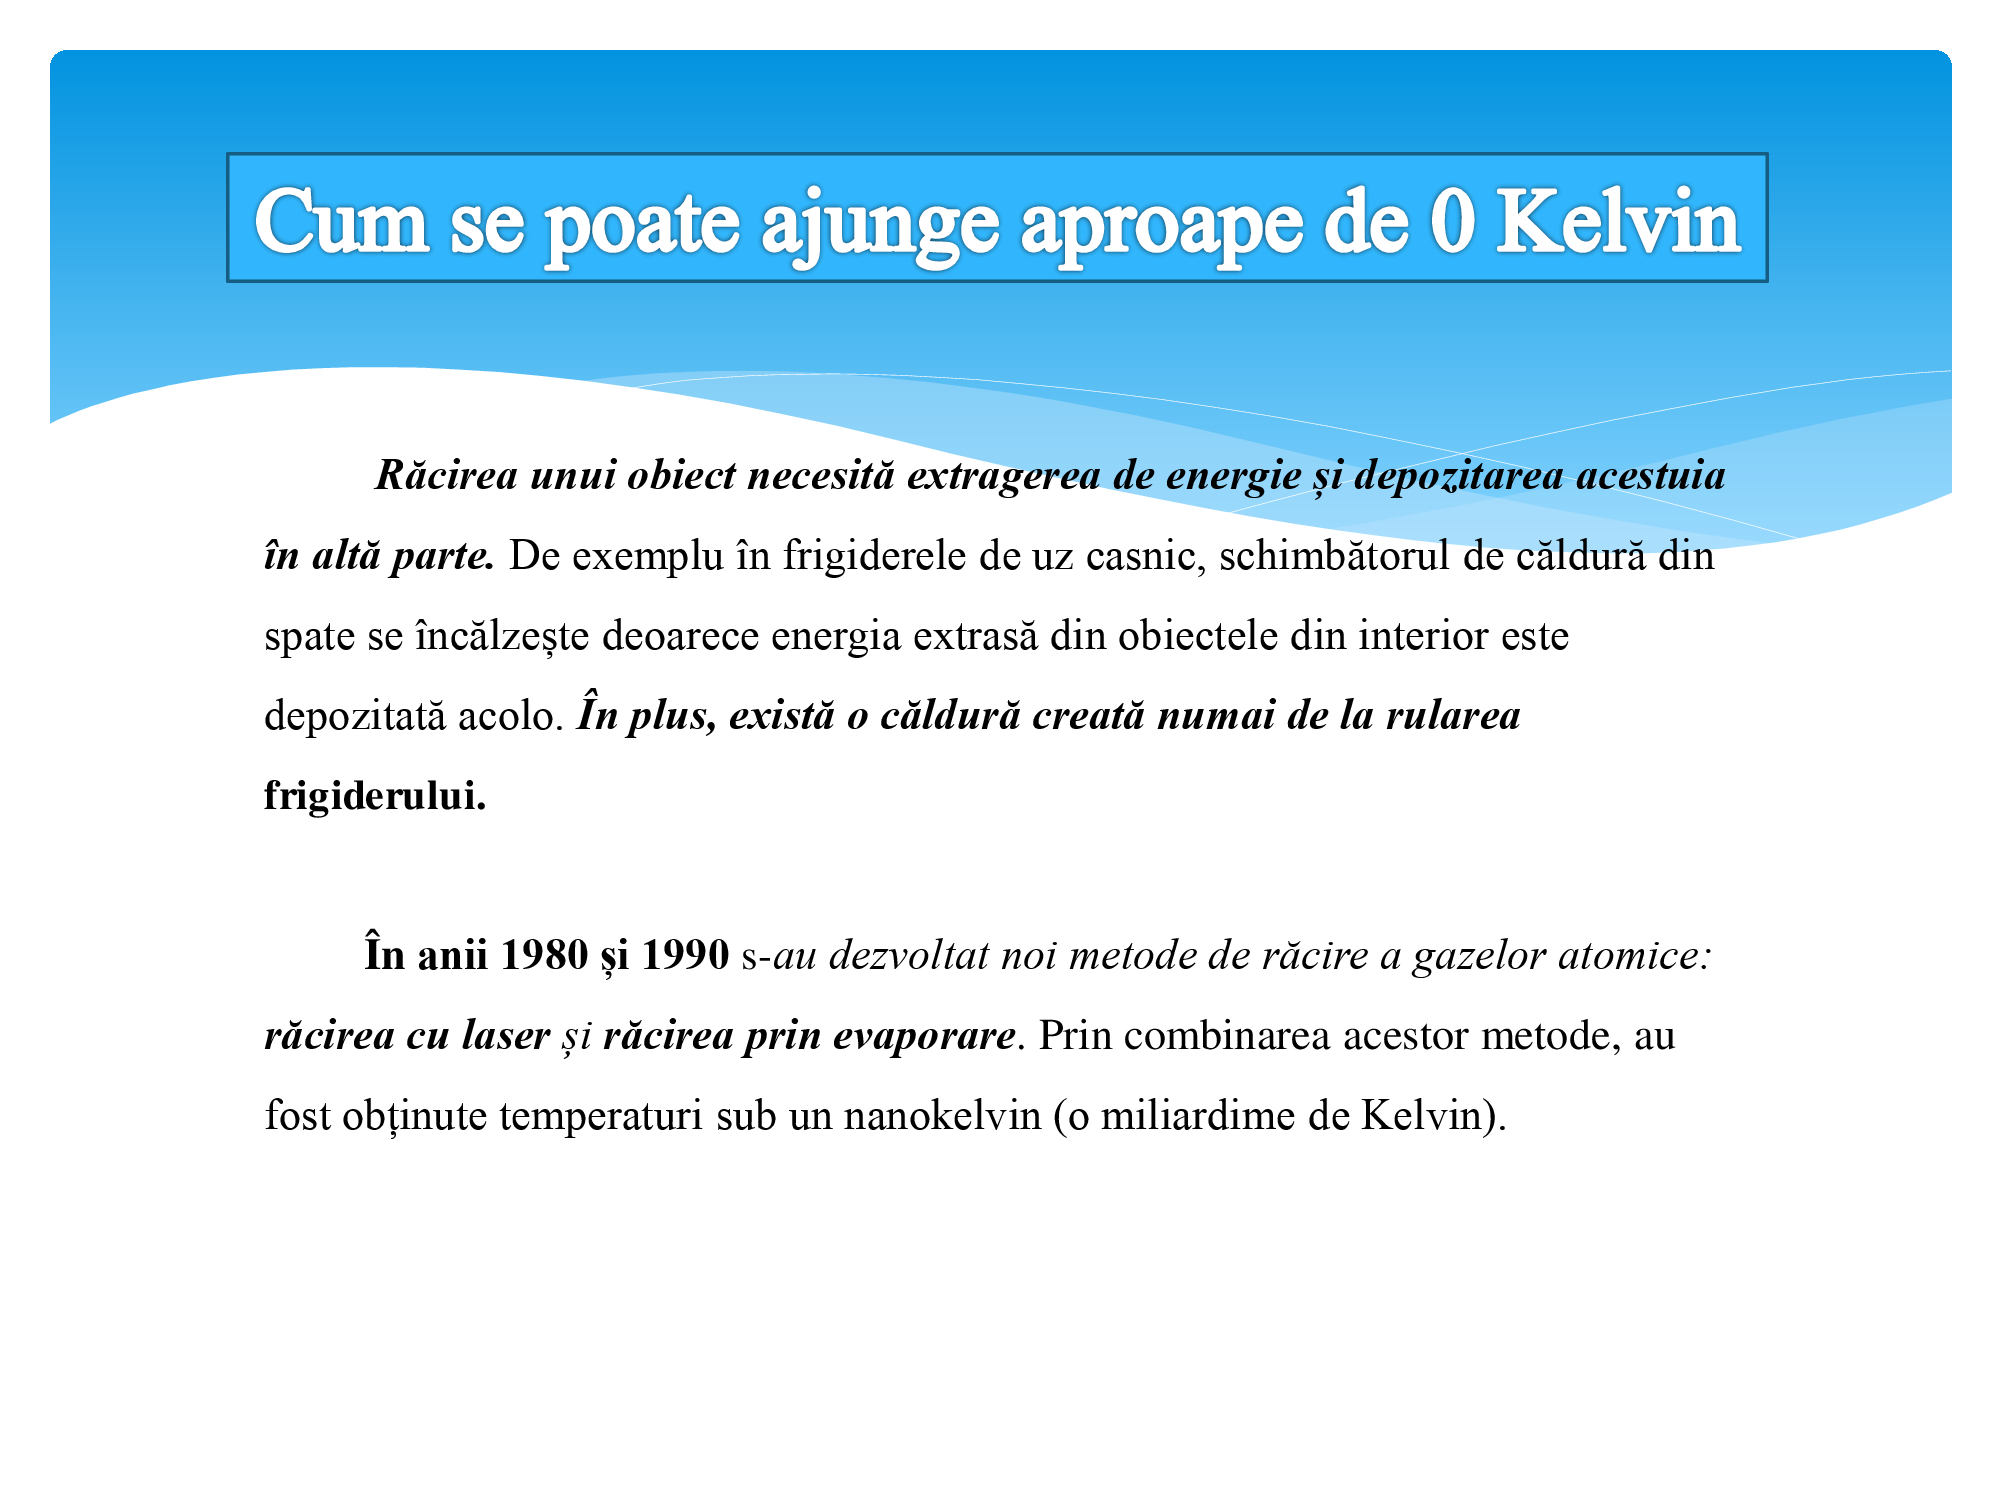 Cum se poate ajunge aproape de 0 Kelvin
Răcirea unui obiect necesită extragerea de energie și depozitarea acestuia
în altă parte. De exemplu în frigiderele de uz casnic, schimbătorul de căldură din
spate se încălzește deoarece energia extrasă din obiectele din interior este
depozitată acolo. În plus, există o căldură creată numai de la rularea
frigiderului.
În anii 1980 și 1990 s-au dezvoltat noi metode de răcire a gazelor atomice:
răcirea cu laser și răcirea prin evaporare. Prin combinarea acestor metode, au
fost obținute temperaturi sub un nanokelvin (o miliardime de Kelvin).